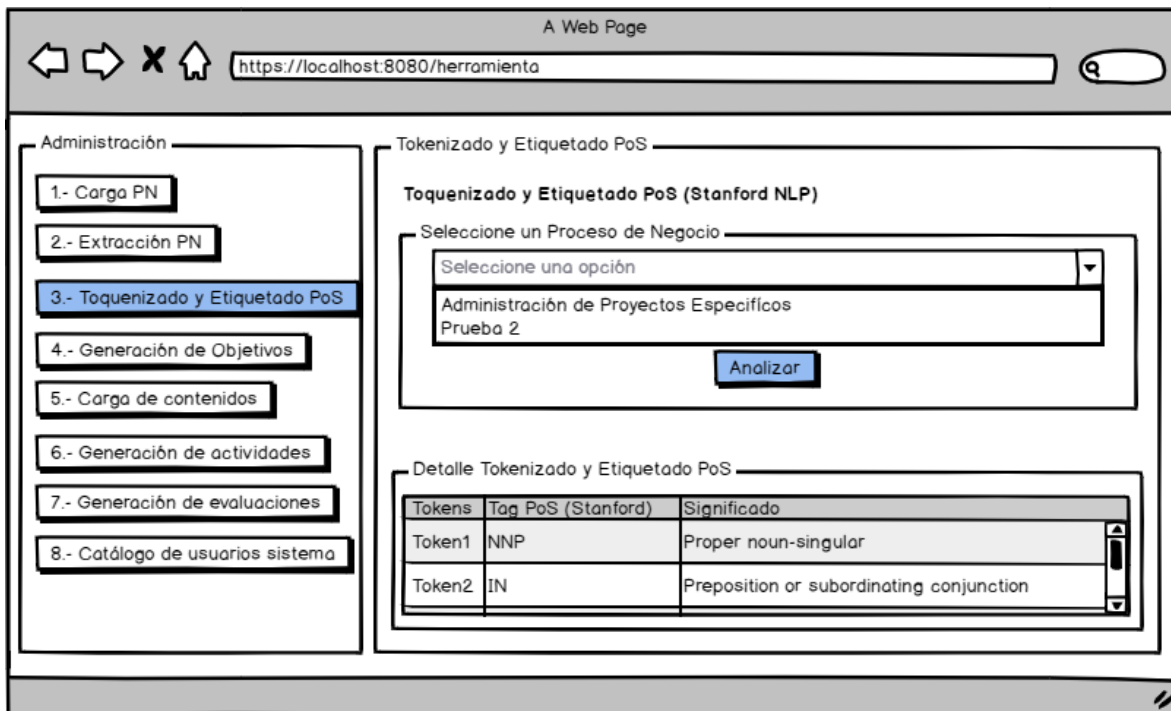 A Web Page
https://localhost:8080/herramienta
Administración
1.- Carga PN
2.- Extracción PN
3.- Toquenizado y Etiquetado PoS
4.- Generación de Objetivos
5.- Carga de contenidos
6.- Generación de actividades
7.- Generación de evaluaciones
8.- Catálogo de usuarios sistema
Tokenizado y Etiquetado PoS
Toquenizado y Etiquetado PoS (Stanford NLP)
Seleccione un Proceso de Negocio
Seleccione una opción
Administración de Proyectos Especifícos
Prueba 2
Analizar
Detalle Tokenizado y Etiquetado PoS
Tokens Tag PoS (Stanford) Significado
Token1 NNP Proper noun-singular
Token2 IN Preposition or subordinating conjunction